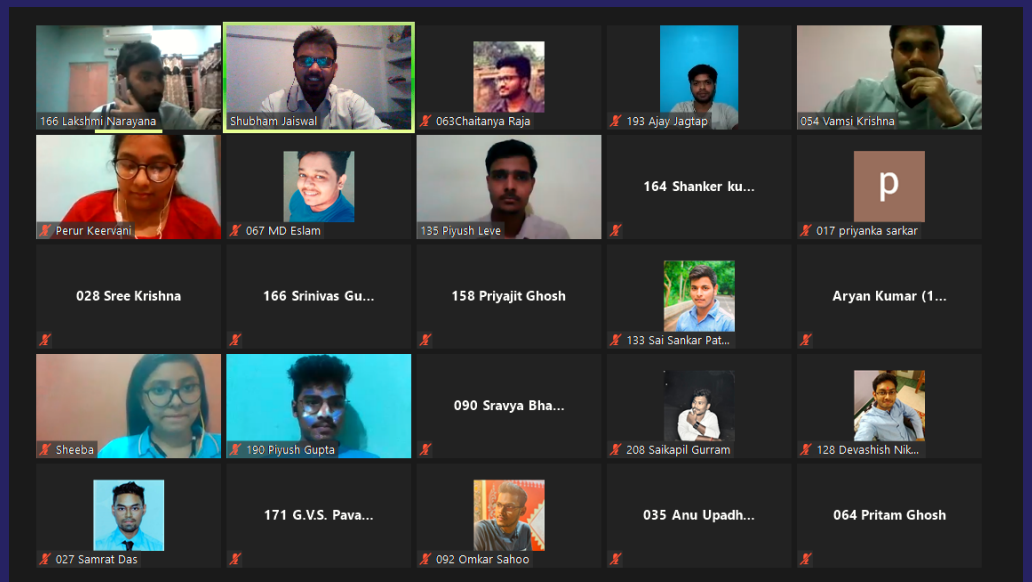 166 Lakshmi Narayana
Shubham Jaiswal
063Chaitanya Raja
193 Ajay Jagtap
054 Vamsi Krishna
Perur Keervani
067 MD Eslam
135 Piyush Leve
164 Shanker ku...
p
017 priyanka sarkar
028 Sree Krishna
166 Srinivas Gu...
158 Priyajit Ghosh
133 Sai Sankar Pat...
Aryan Kumar (1...
Sheeba
190 Piyush Gupta
090 Sravya Bha...
208 Saikapil Gurram
128 Devashish Nik...
027 Samrat Das
171 G.V.S. Pava...
092 Omkar Sahoo
035 Anu Upadh...
064 Pritam Ghosh